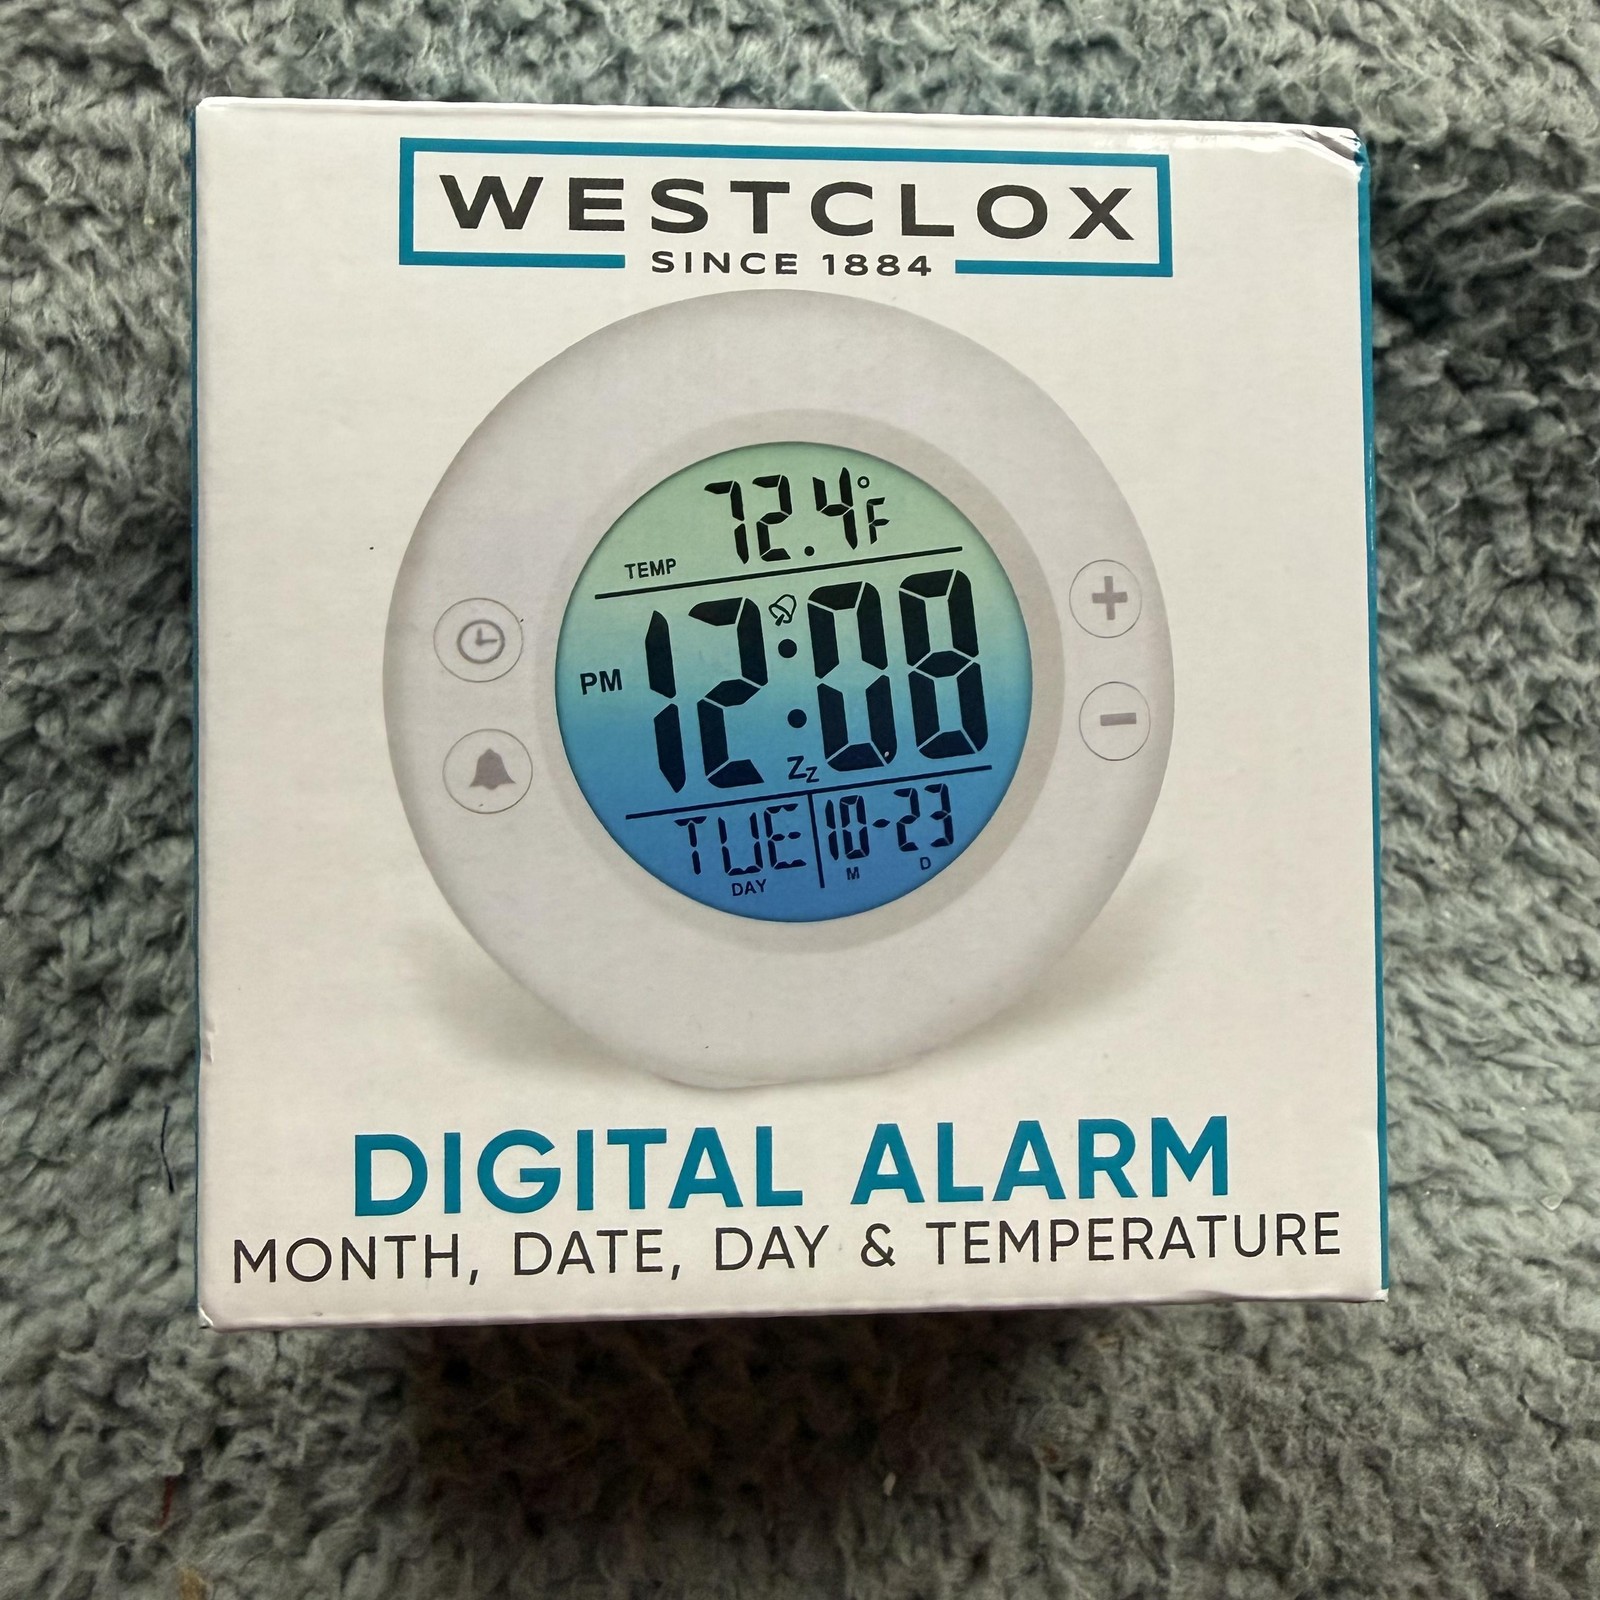 WESTCLOX
SINCE 1884
72.4°F
TEMP
PM 12:08
Zz
TUE 10-23
DAY M D
DIGITAL ALARM
MONTH, DATE, DAY & TEMPERATURE